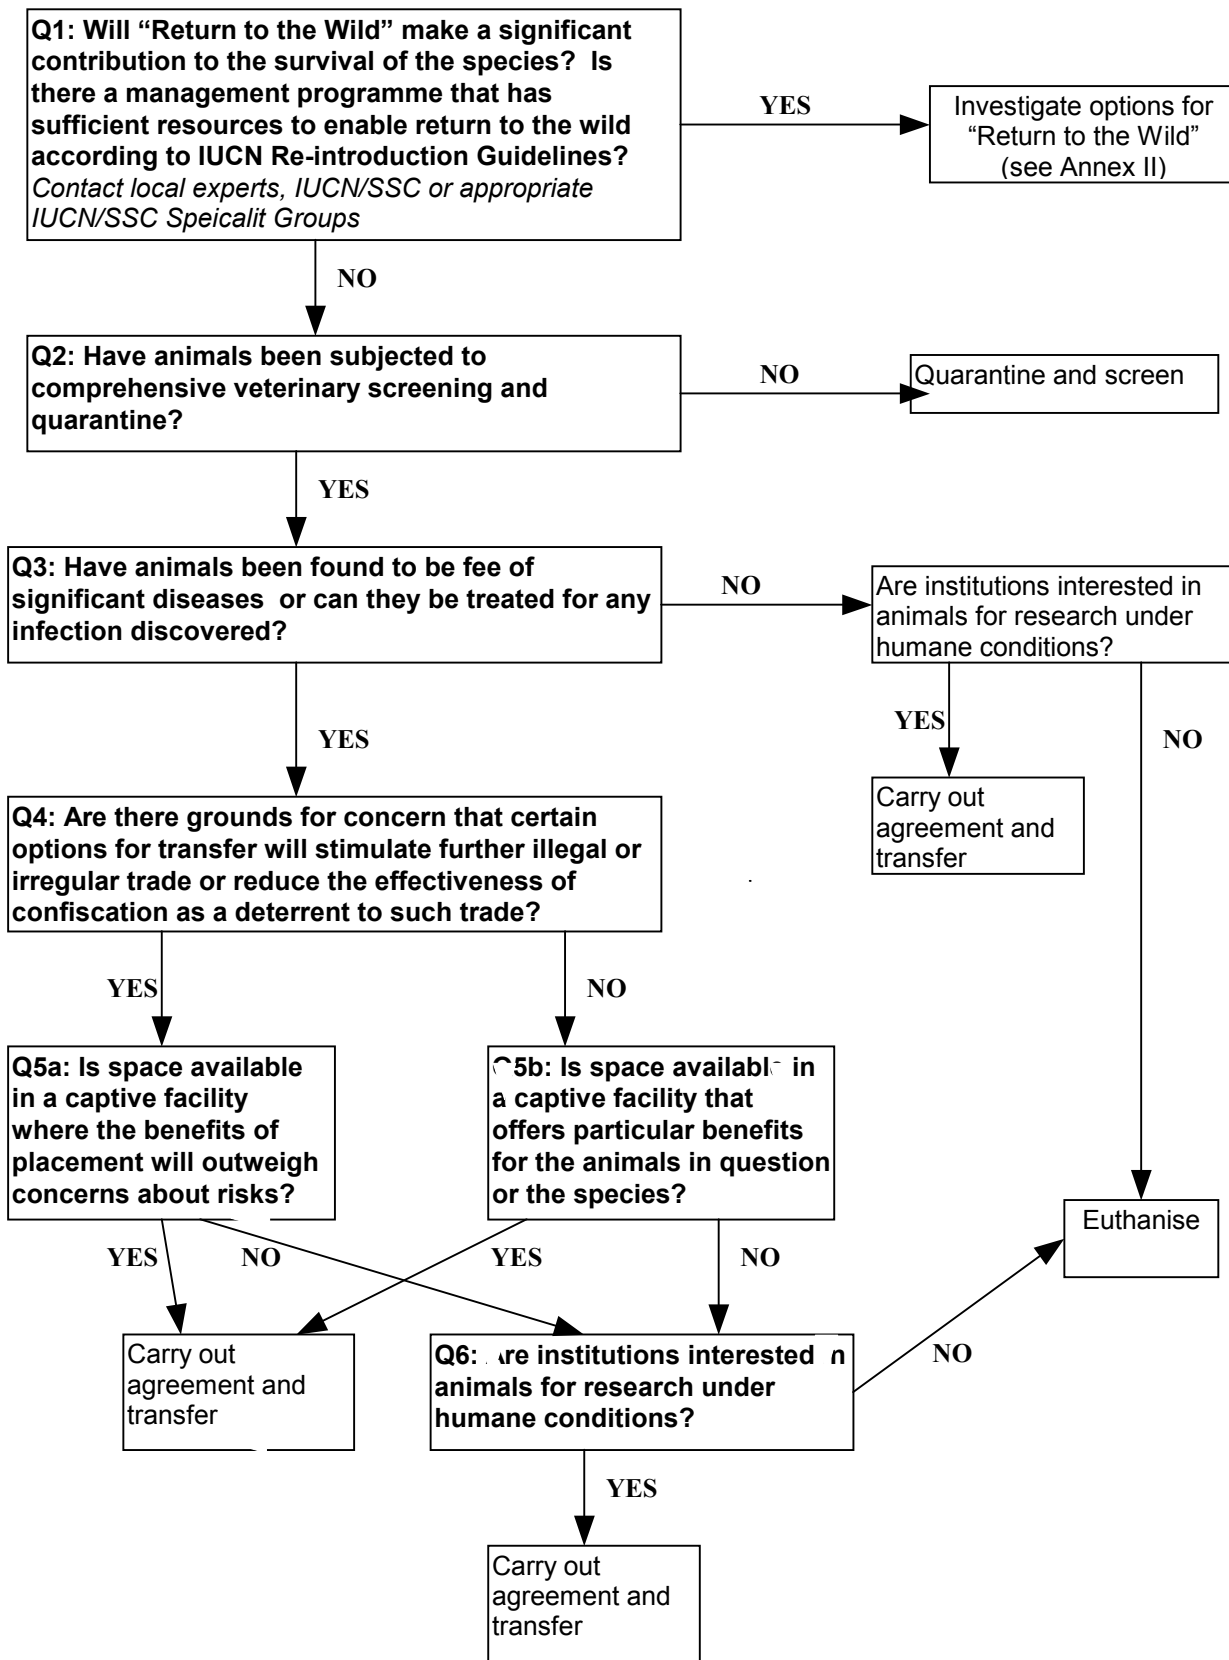 Q1: Will “Return to the Wild” make a significant
contribution to the survival of the species? Is
there a management programme that has
sufficient resources to enable return to the wild
according to IUCN Re-introduction Guidelines?
Contact local experts, IUCN/SSC or appropriate
IUCN/SSC Speicalit Groups
YES
Investigate options for
“Return to the Wild”
(see Annex II)
NO
Q2: Have animals been subjected to
comprehensive veterinary screening and
quarantine?
NO
Quarantine and screen
YES
Q3: Have animals been found to be fee of
significant diseases or can they be treated for any
infection discovered?
NO
Are institutions interested in
animals for research under
humane conditions?
YES
YES
NO
Carry out
agreement and
transfer
Q4: Are there grounds for concern that certain
options for transfer will stimulate further illegal or
irregular trade or reduce the effectiveness of
confiscation as a deterrent to such trade?
YES
NO
Q5a: Is space available
in a captive facility
where the benefits of
placement will outweigh
concerns about risks?
Q5b: Is space available in
a captive facility that
offers particular benefits
for the animals in question
or the species?
Euthanise
YES
NO
YES
NO
Carry out
agreement and
transfer
Q6: Are institutions interested in
animals for research under
humane conditions?
NO
YES
Carry out
agreement and
transfer